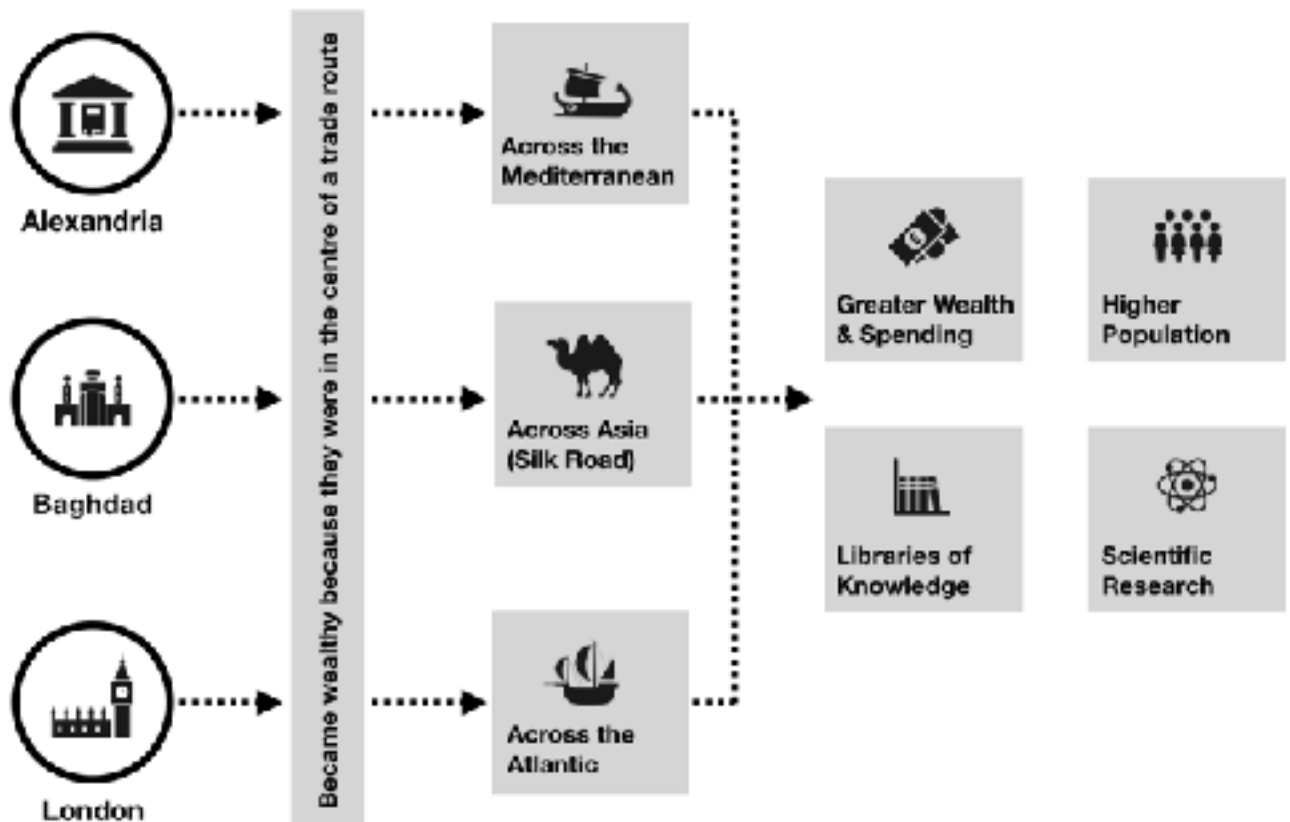 Alexandria
Baghdad
London
Became wealthy because they were in the centre of a trade route
Across the
Mediterranean
Across Asia
(Silk Road)
Across the
Atlantic
Greater Wealth
& Spending
Higher
Population
Libraries of
Knowledge
Scientific
Research